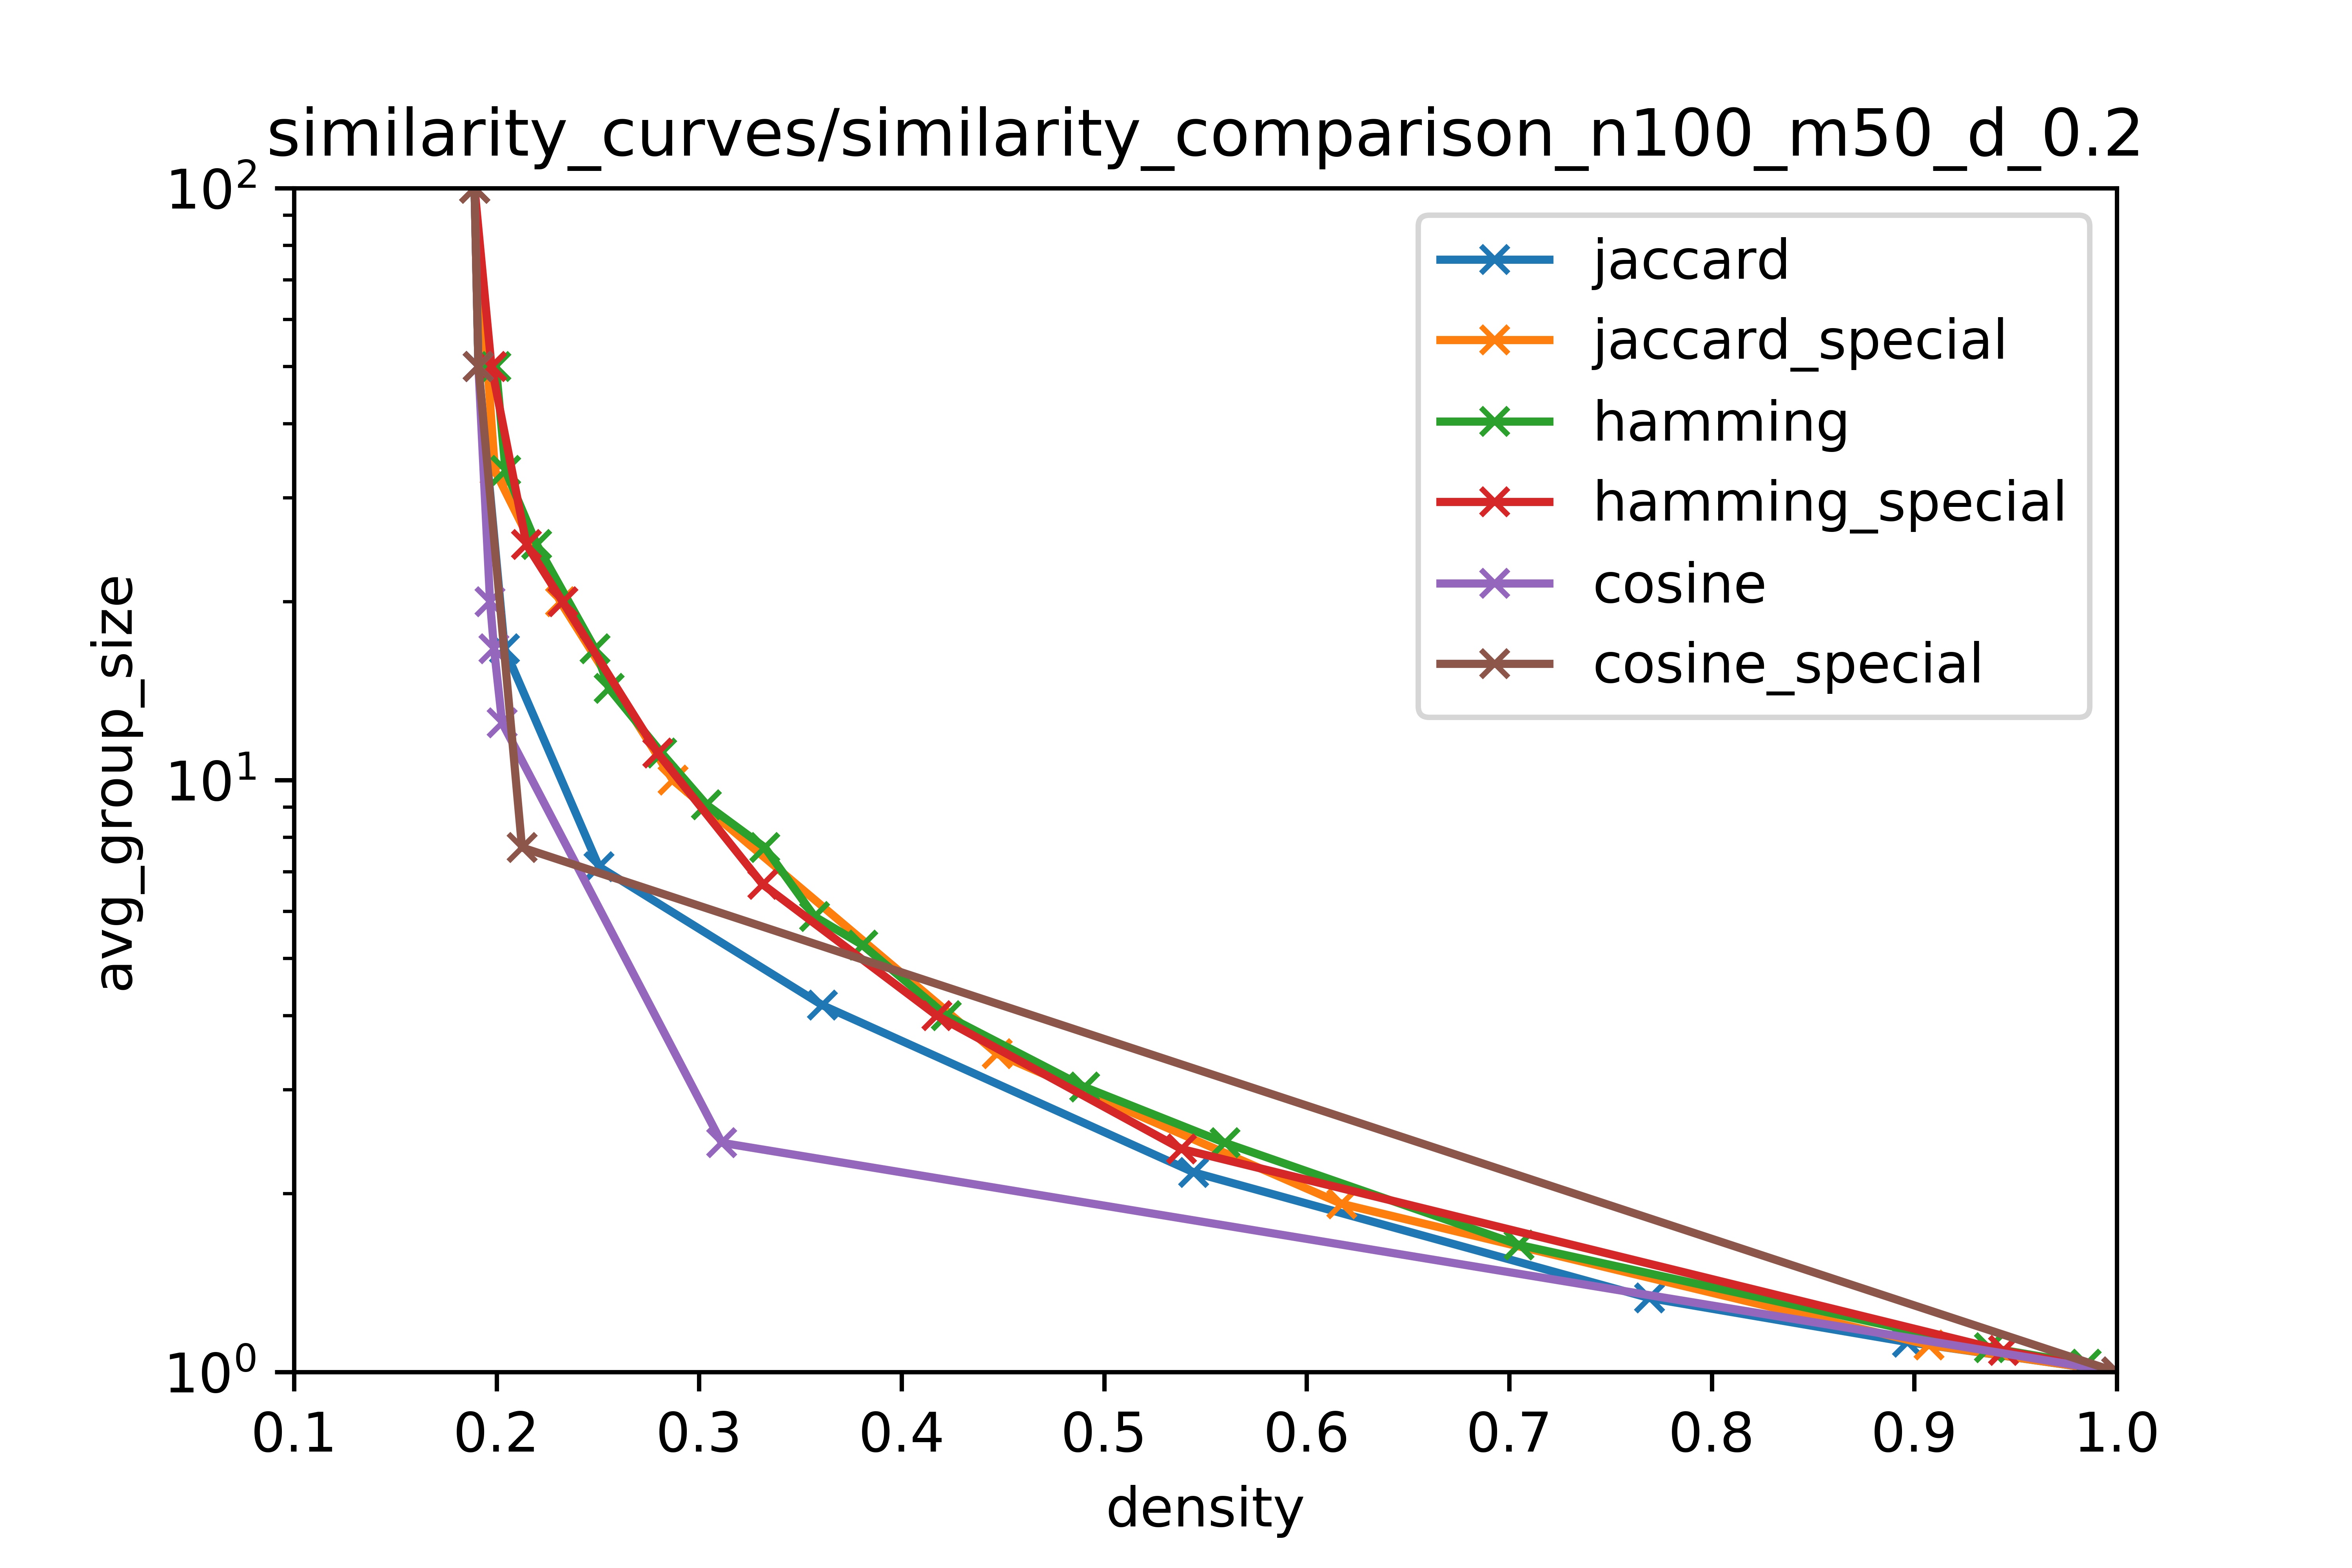 similarity_curves/similarity_comparison_n100_m50_d_0.2
10²
10¹
10⁰
avg_group_size
jaccard
jaccard_special
hamming
hamming_special
cosine
cosine_special
0.1 0.2 0.3 0.4 0.5 0.6 0.7 0.8 0.9 1.0
density